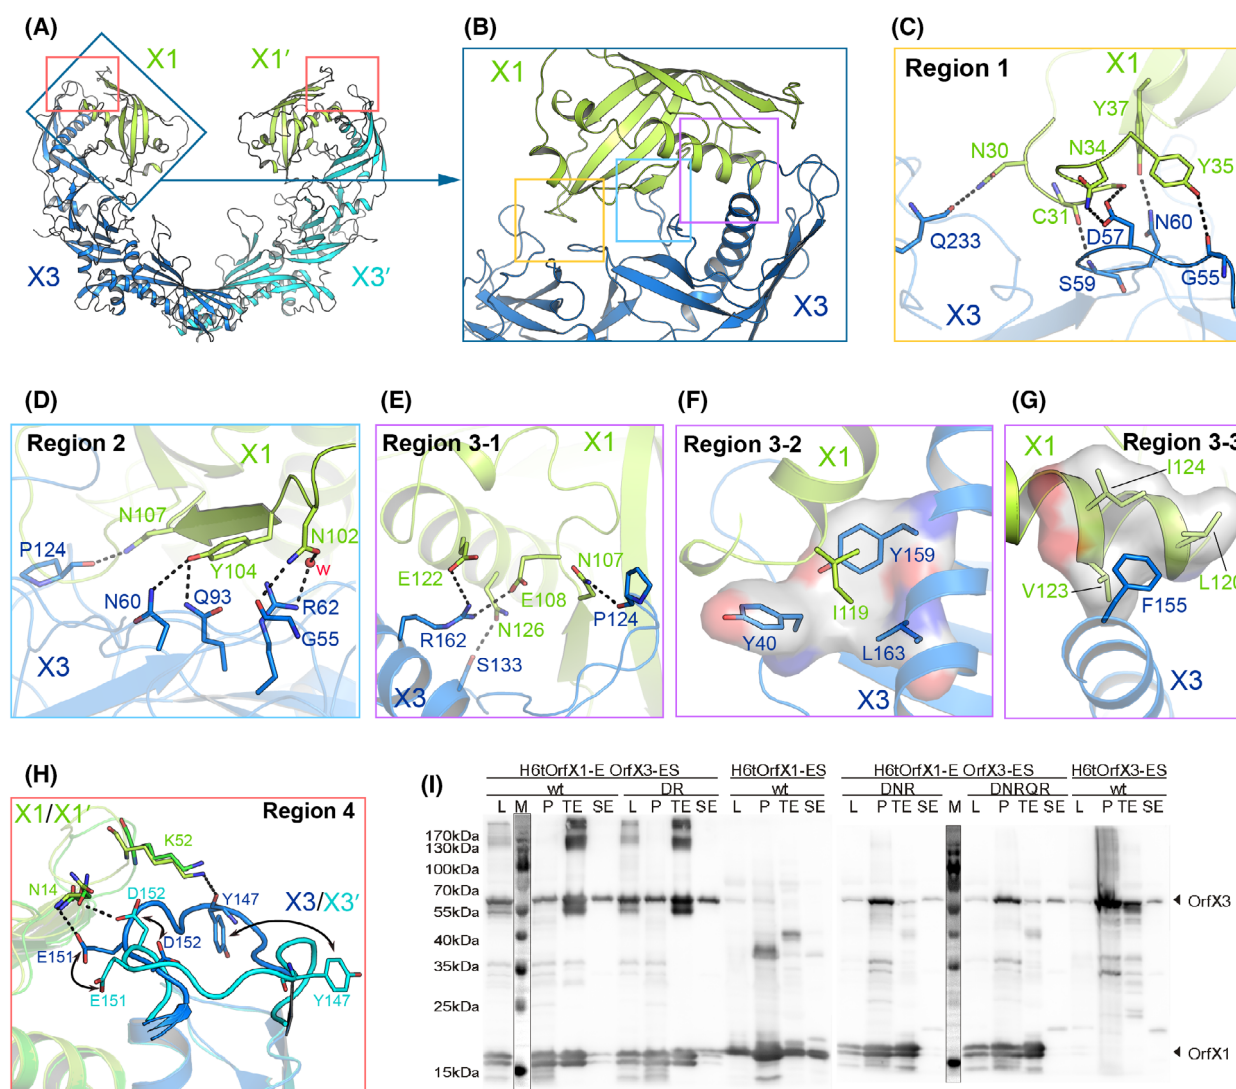 (A)
X1
X1′
X3
X3′
(B)
X1
X3
(C)
Region 1
X1
Y37
N30
N34
Y35
C31
Q233
D57
N60
S59
G55
X3
(D)
Region 2
X1
N107
N102
P124
Y104
W
N60
Q93
R62
G55
X3
(E)
Region 3-1
X1
N107
E122
E108
P124
R162
N126
S133
X3
(F)
Region 3-2
X1
Y159
I119
Y40
L163
X3
(G)
X1
Region 3-3
I124
L120
V123
F155
X3
(H)
X1/X1′
Region 4
K52
N14
D152
Y147
X3/X3′
D152
E151
E151
Y147
(I)
H6tOrfX1-E OrfX3-ES
H6tOrfX1-ES
H6tOrfX1-E OrfX3-ES
H6tOrfX3-ES
wt
DR
wt
DNR
DNRQR
wt
L M P TE SE L P TE SE L P TE SE L P TE SE M L P TE SE L P TE SE
170kDa
130kDa
100kDa
70kDa
55kDa
40kDa
35kDa
25kDa
15kDa
OrfX3
OrfX1